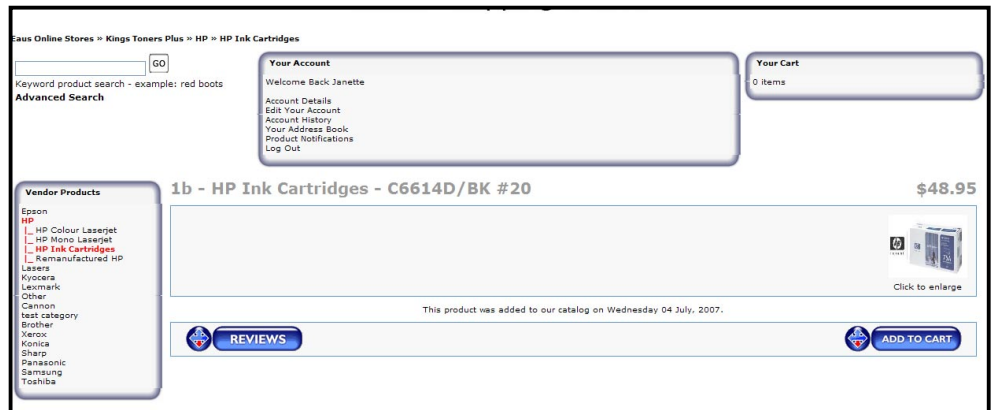 Eaus Online Stores » Kings Toners Plus » HP » HP Ink Cartridges
GO
Keyword product search - example: red boots
Advanced Search
Your Account
Welcome Back Janette
Account Details
Edit Your Account
Account History
Your Address Book
Product Notifications
Log Out
Your Cart
0 items
Vendor Products
Epson
HP
|_ HP Colour Laserjet
|_ HP Mono Laserjet
|_ HP Ink Cartridges
|_ Remanufactured HP
Lasers
Kyocera
Lexmark
Other
Cannon
test category
Brother
Xerox
Konica
Sharp
Panasonic
Samsung
Toshiba
1b - HP Ink Cartridges - C6614D/BK #20
$48.95
hp
Click to enlarge
This product was added to our catalog on Wednesday 04 July, 2007.
REVIEWS
ADD TO CART